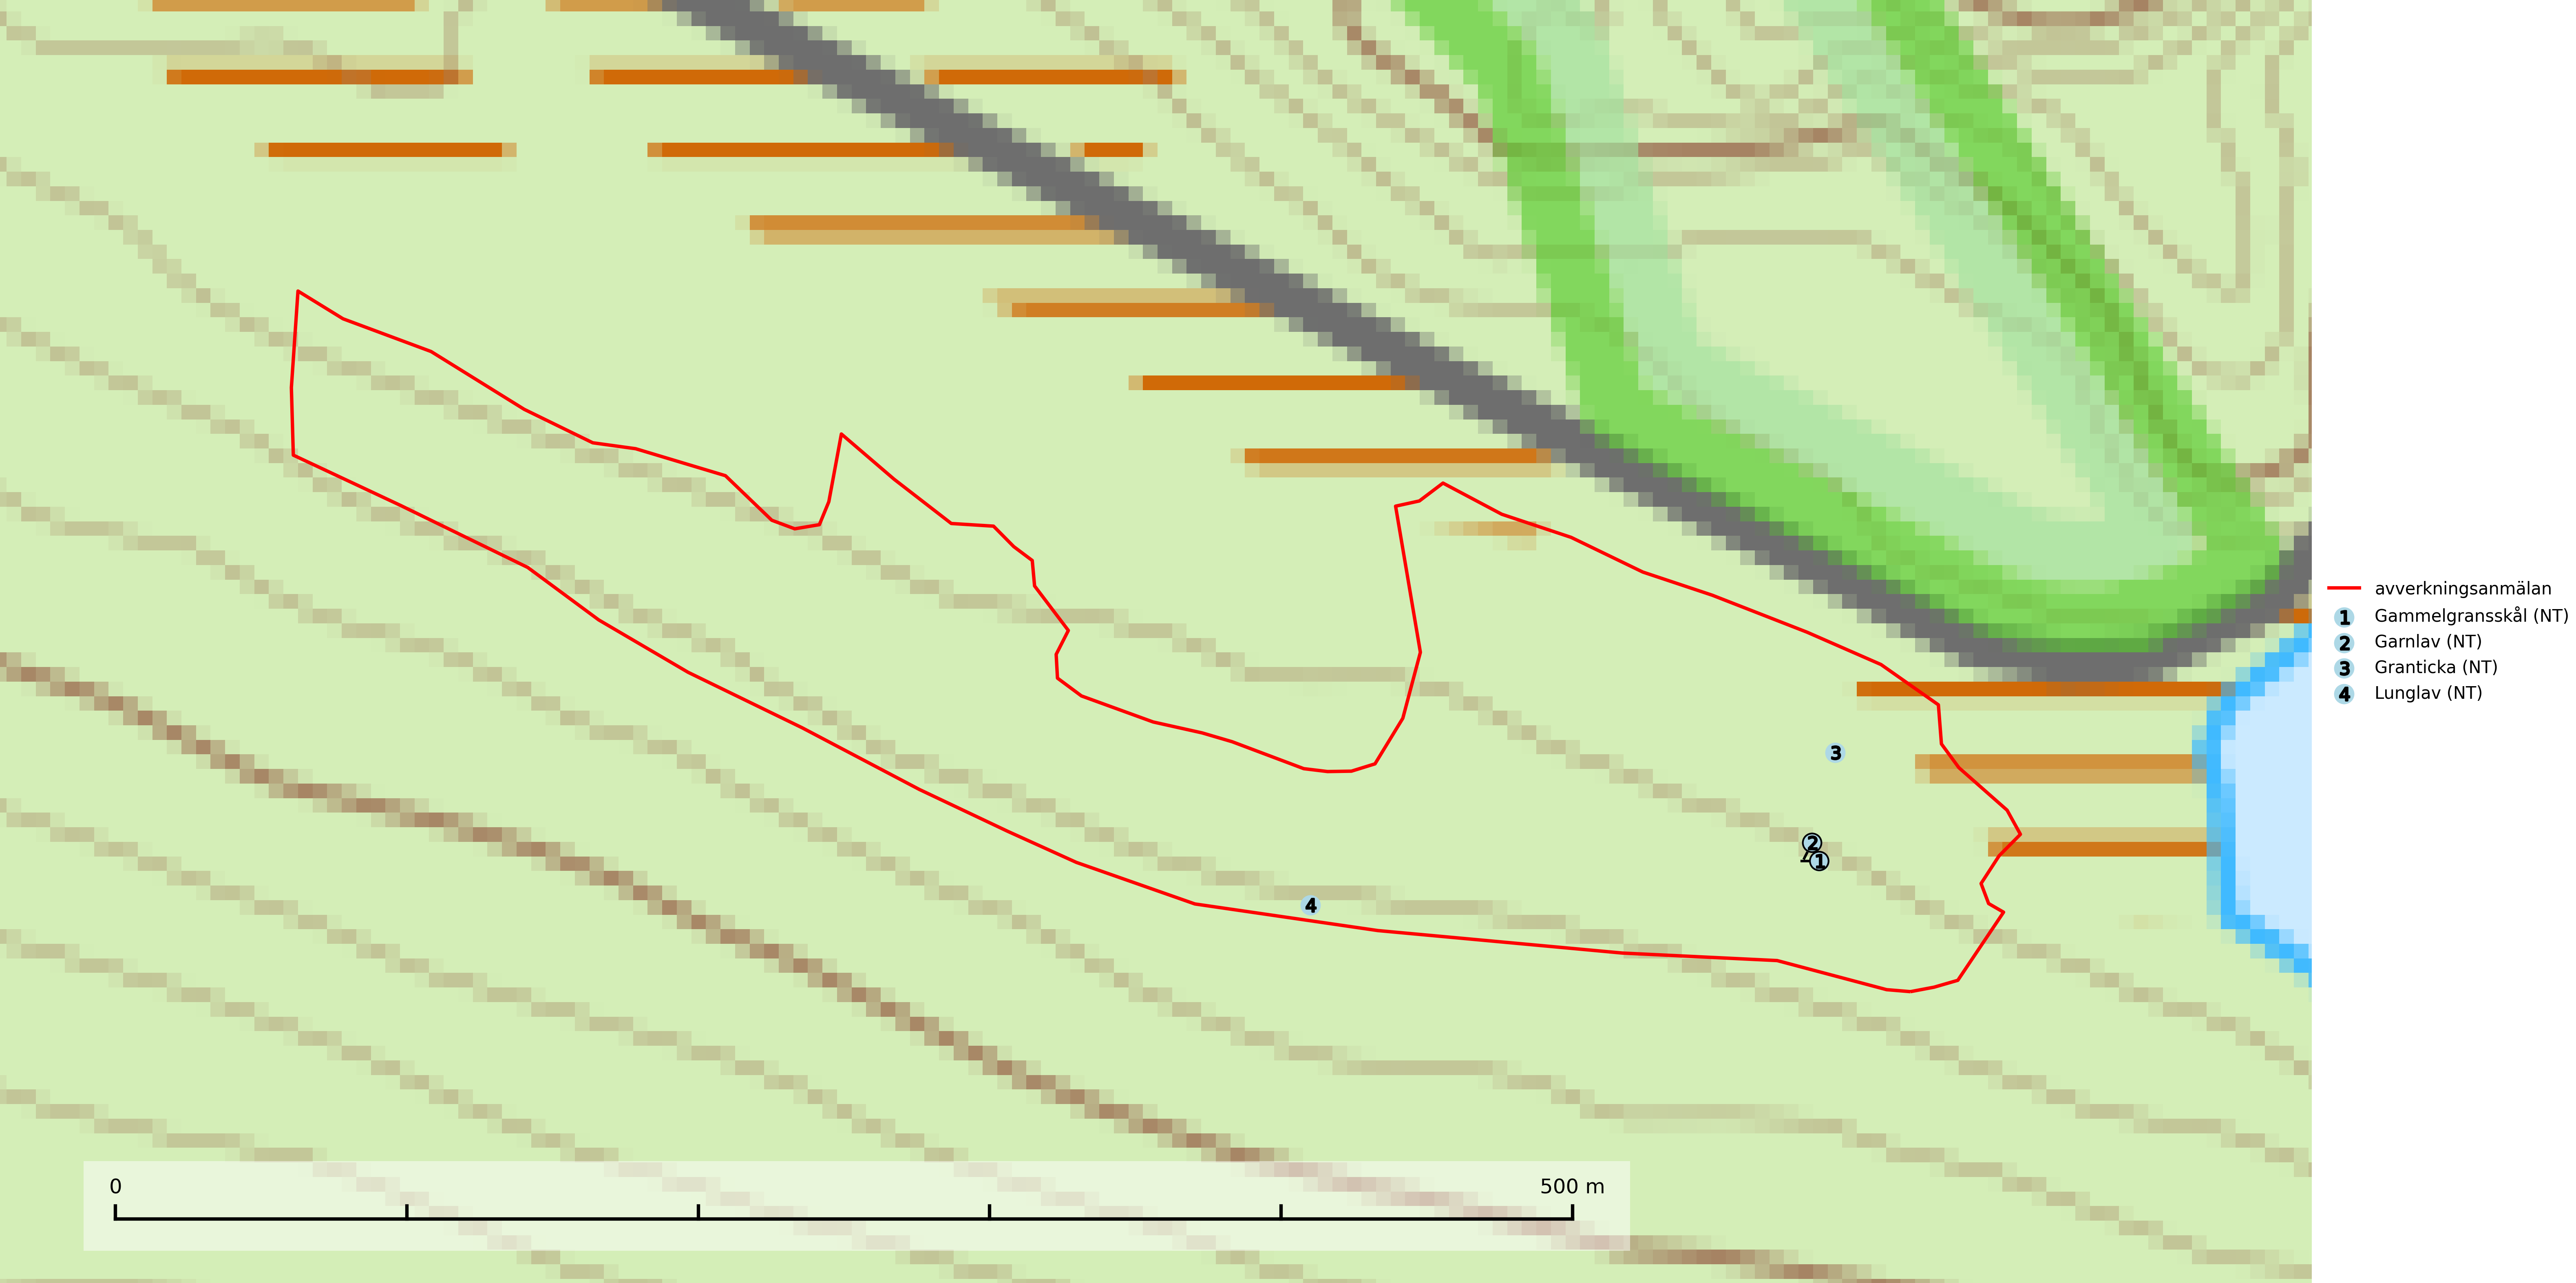 3
2
1
4
0
500 m
avverkningsanmälan
1 Gammelgransskål (NT)
2 Garnlav (NT)
3 Granticka (NT)
4 Lunglav (NT)